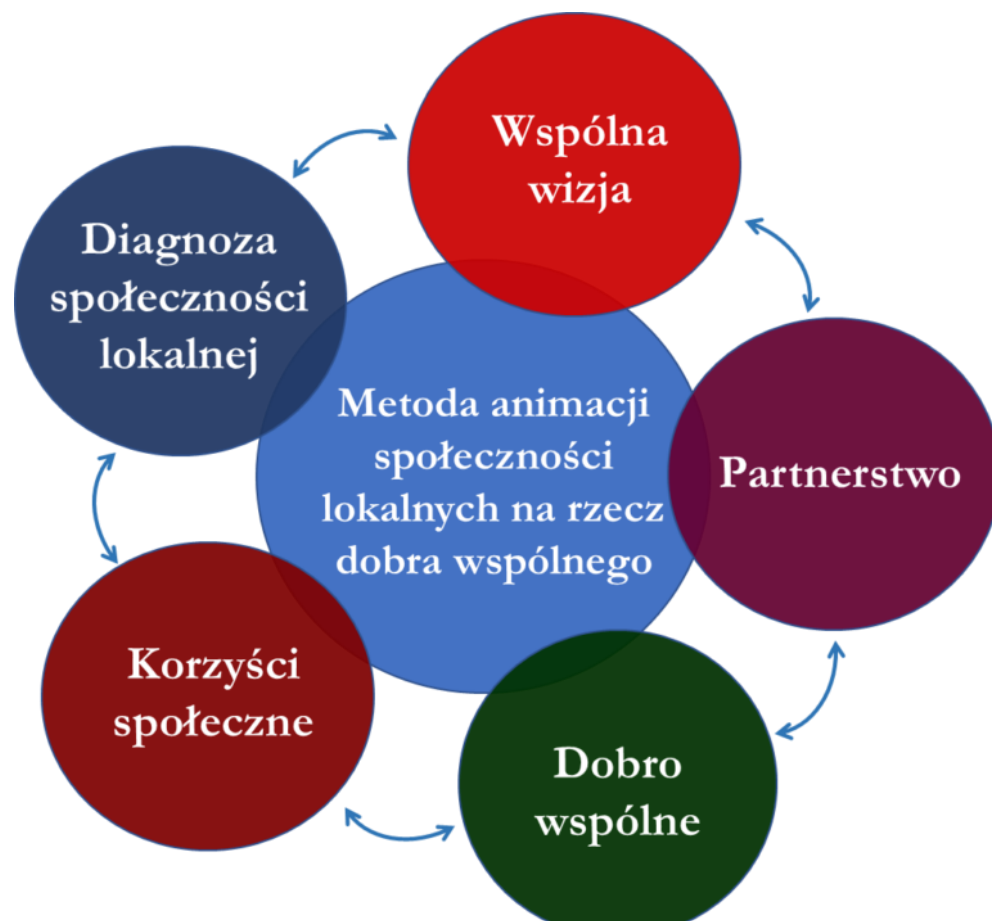 Wspólna
wizja
Diagnoza
społeczności
lokalnej
Metoda animacji
społeczności
lokalnych na rzecz
dobra wspólnego
Partnerstwo
Korzyści
społeczne
Dobro
wspólne